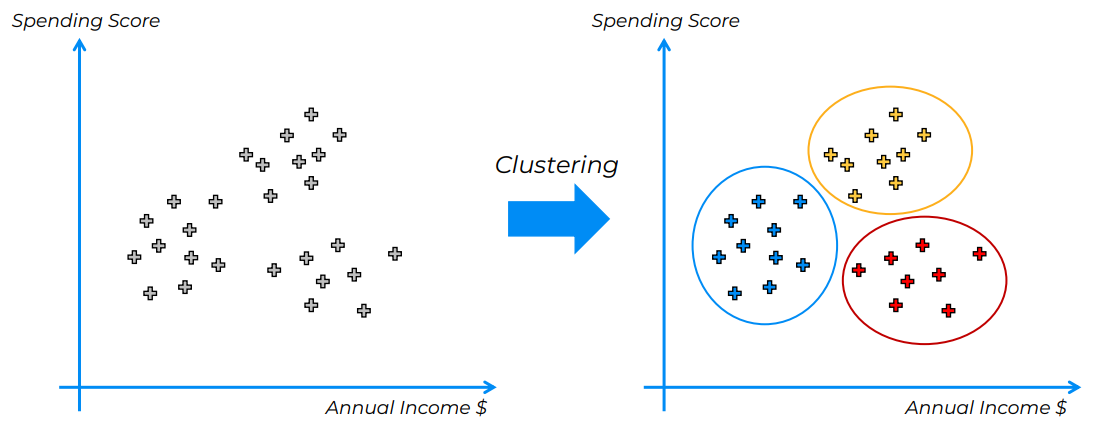 Spending Score
Spending Score
Clustering
Annual Income $
Annual Income $